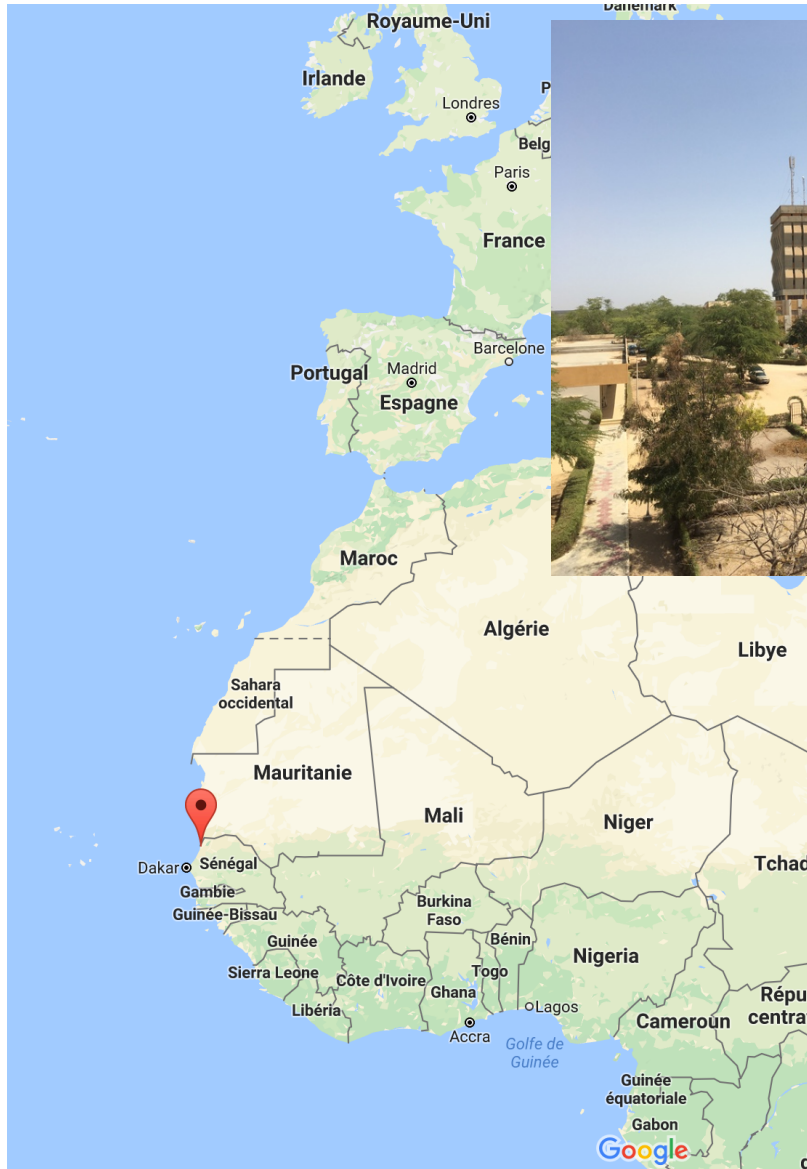 Danemark
Royaume-Uni
Irlande
Londres
P
Belg
Paris
France
Barcelone
Portugal
Madrid
Espagne
Maroc
Algérie
Libye
Sahara
occidental
Mauritanie
Mali
Niger
Tchad
Dakar
Sénégal
Gambie
Guinée-Bissau
Burkina
Faso
Bénin
Guinée
Nigeria
Sierra Leone
Côte d'Ivoire
Togo
Ghana
Libéria
Lagos
Répu
centra
Cameroun
Accra
Golfe de
Guinée
Guinée
équatoriale
Gabon
Google